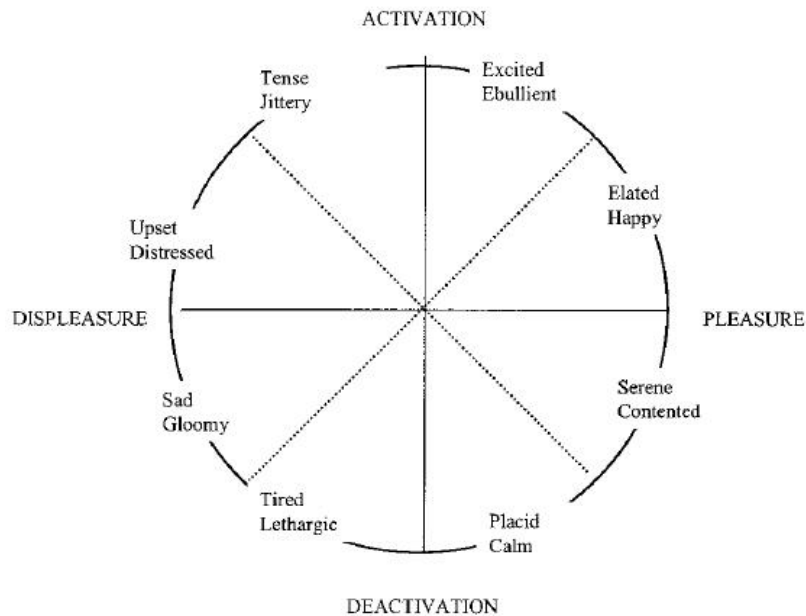 ACTIVATION
Tense
Jittery
Excited
Ebullient
Upset
Distressed
Elated
Happy
DISPLEASURE
PLEASURE
Sad
Gloomy
Serene
Contented
Tired
Lethargic
Placid
Calm
DEACTIVATION